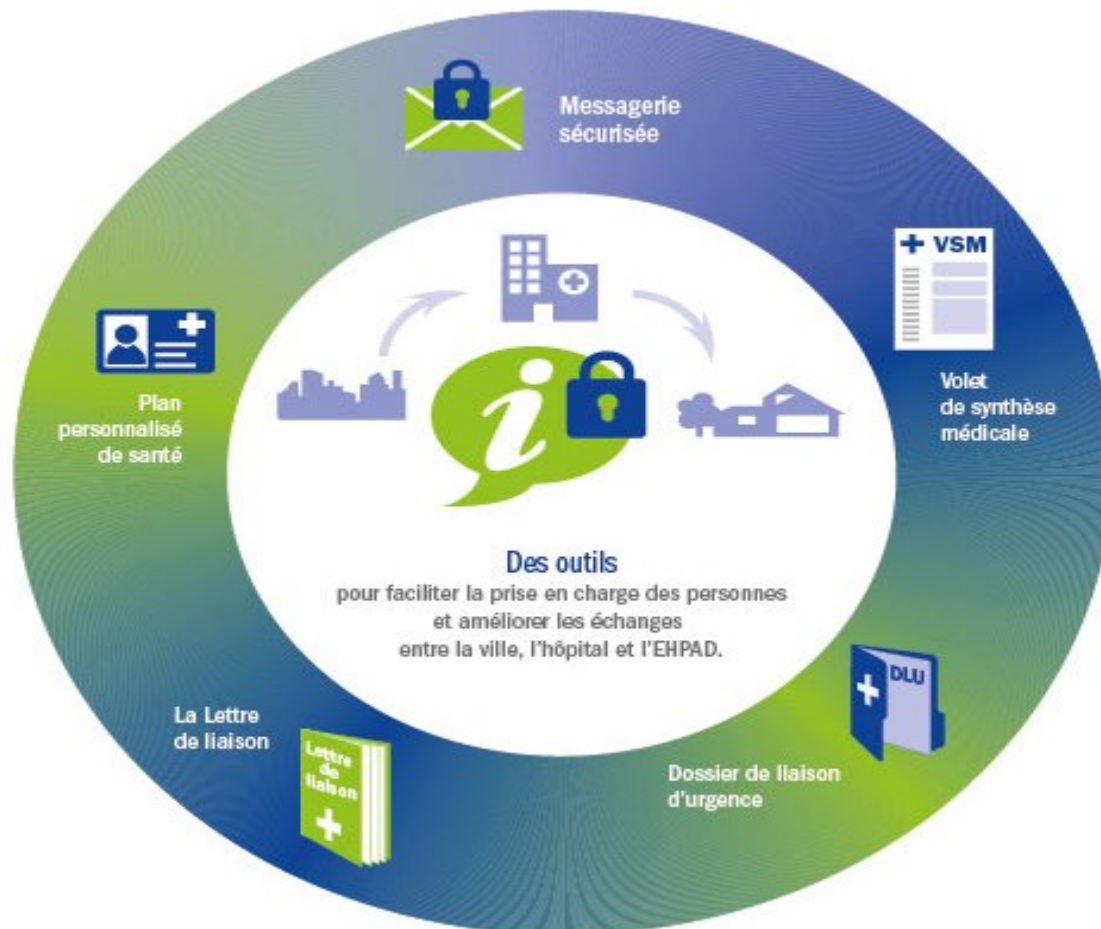 Messagerie
sécurisée
VSM
Volet
de synthèse
médicale
Plan
personnalisé
de santé
Des outils
pour faciliter la prise en charge des personnes
et améliorer les échanges
entre la ville, l'hôpital et l'EHPAD.
DLU
Dossier de liaison
d'urgence
La Lettre
de liaison
Lettre
de
liaison